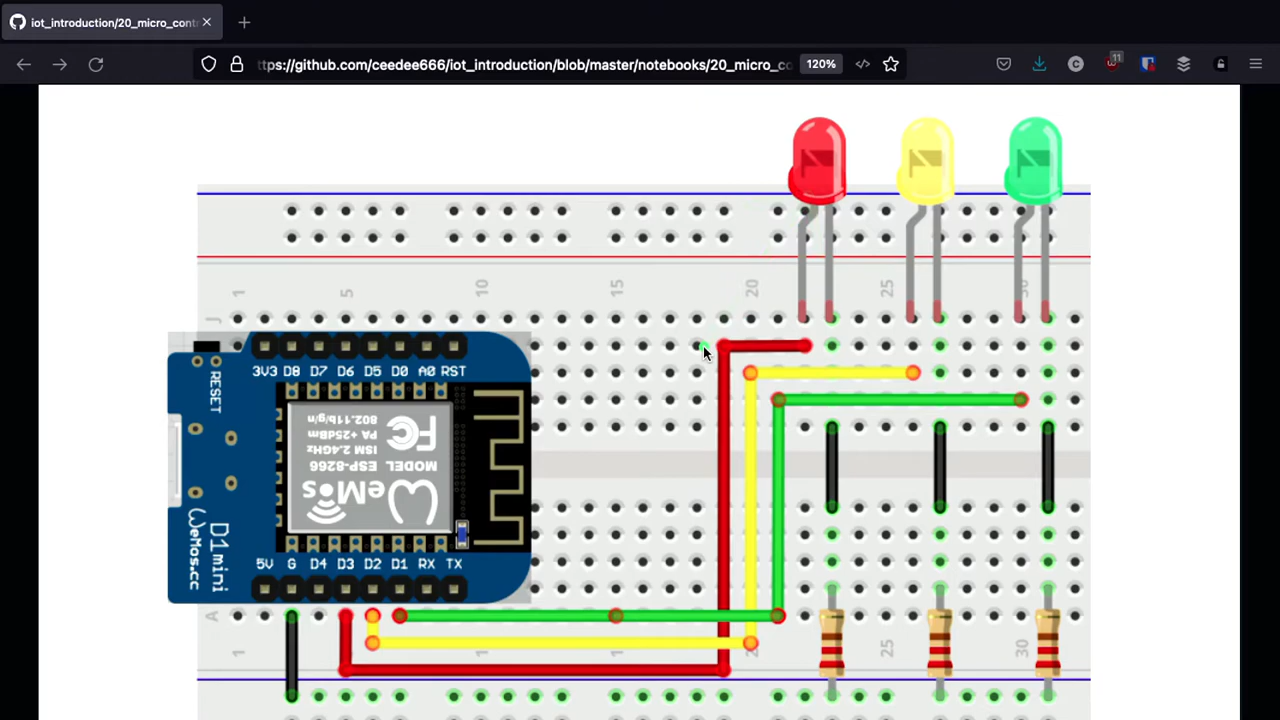 iot_introduction/20_micro_cont
ttps://github.com/ceedee666/iot_introduction/blob/master/notebooks/20_micro_co
120%
11
1 5 10 15 20 25 30
J
3V3 D8 D7 D6 D5 D0 A0 RST
RESET
802.11b/g/n
PA +25dBm
ISM 2.4GHz
MODEL ESP-8266
FC
WeMos
D1 mini
WeMos.cc
5V G D4 D3 D2 D1 RX TX
A
1 25 30